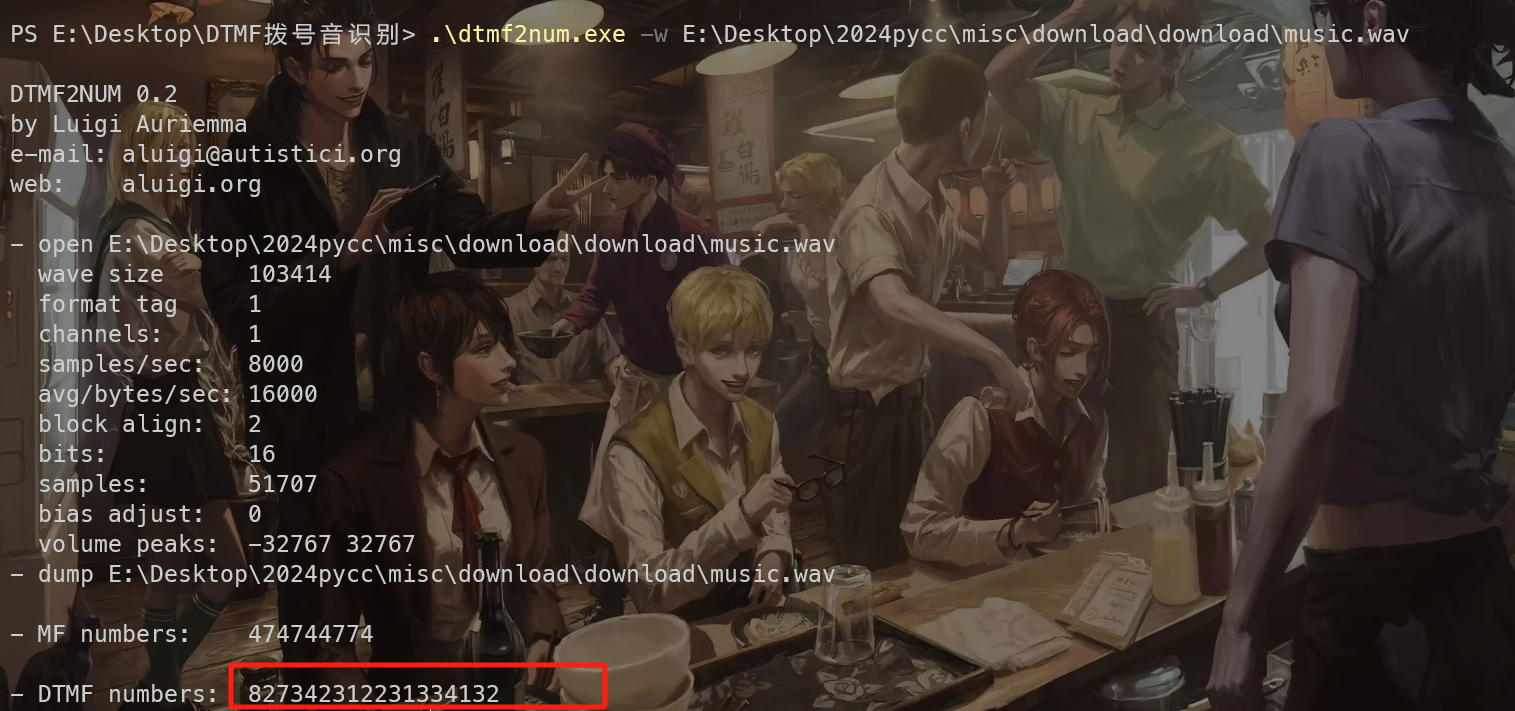 PS E:\Desktop\DTMF拨号音识别> .\dtmf2num.exe -w E:\Desktop\2024pycc\misc\download\download\music.wav
DTMF2NUM 0.2
by Luigi Auriemma
e-mail: aluigi@autistici.org
web:    aluigi.org
- open E:\Desktop\2024pycc\misc\download\download\music.wav
  wave size      103414
  format tag     1
  channels:      1
  samples/sec:   8000
  avg/bytes/sec: 16000
  block align:   2
  bits:          16
  samples:       51707
  bias adjust:   0
  volume peaks:  -32767 32767
- dump E:\Desktop\2024pycc\misc\download\download\music.wav
- MF numbers:    474744774
- DTMF numbers:  827342312231334132